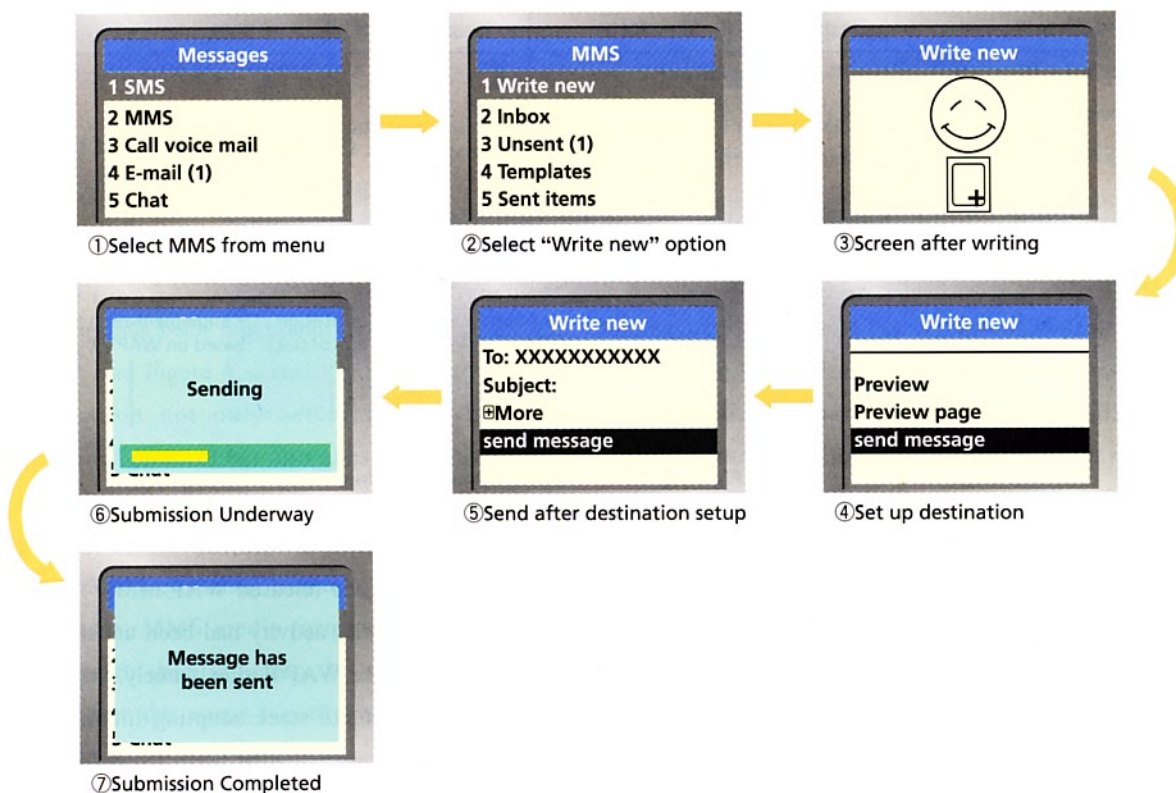 Messages
1 SMS
2 MMS
3 Call voice mail
4 E-mail (1)
5 Chat
①Select MMS from menu
MMS
1 Write new
2 Inbox
3 Unsent (1)
4 Templates
5 Sent items
②Select “Write new” option
Write new
③Screen after writing
Write new
Preview
Preview page
send message
④Set up destination
Write new
To: XXXXXXXXXXX
Subject:
⊞More
send message
⑤Send after destination setup
Sending
⑥Submission Underway
Message has
been sent
⑦Submission Completed